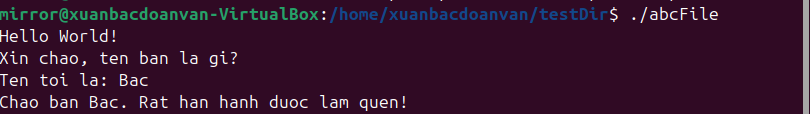 mirror@xuanbacdoanvan-VirtualBox:/home/xuanbacdoanvan/testDir$ ./abcFile
Hello World!
Xin chao, ten ban la gi?
Ten toi la: Bac
Chao ban Bac. Rat han hanh duoc lam quen!